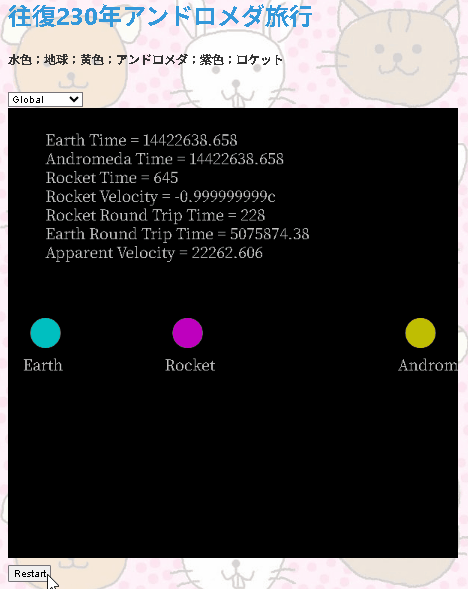 往復230年アンドロメダ旅行
水色；地球；黄色；アンドロメダ；紫色；ロケット
Global
Earth Time = 14422638.658
Andromeda Time = 14422638.658
Rocket Time = 645
Rocket Velocity = -0.999999999c
Rocket Round Trip Time = 228
Earth Round Trip Time = 5075874.38
Apparent Velocity = 22262.606
Earth Rocket Androm
Restart